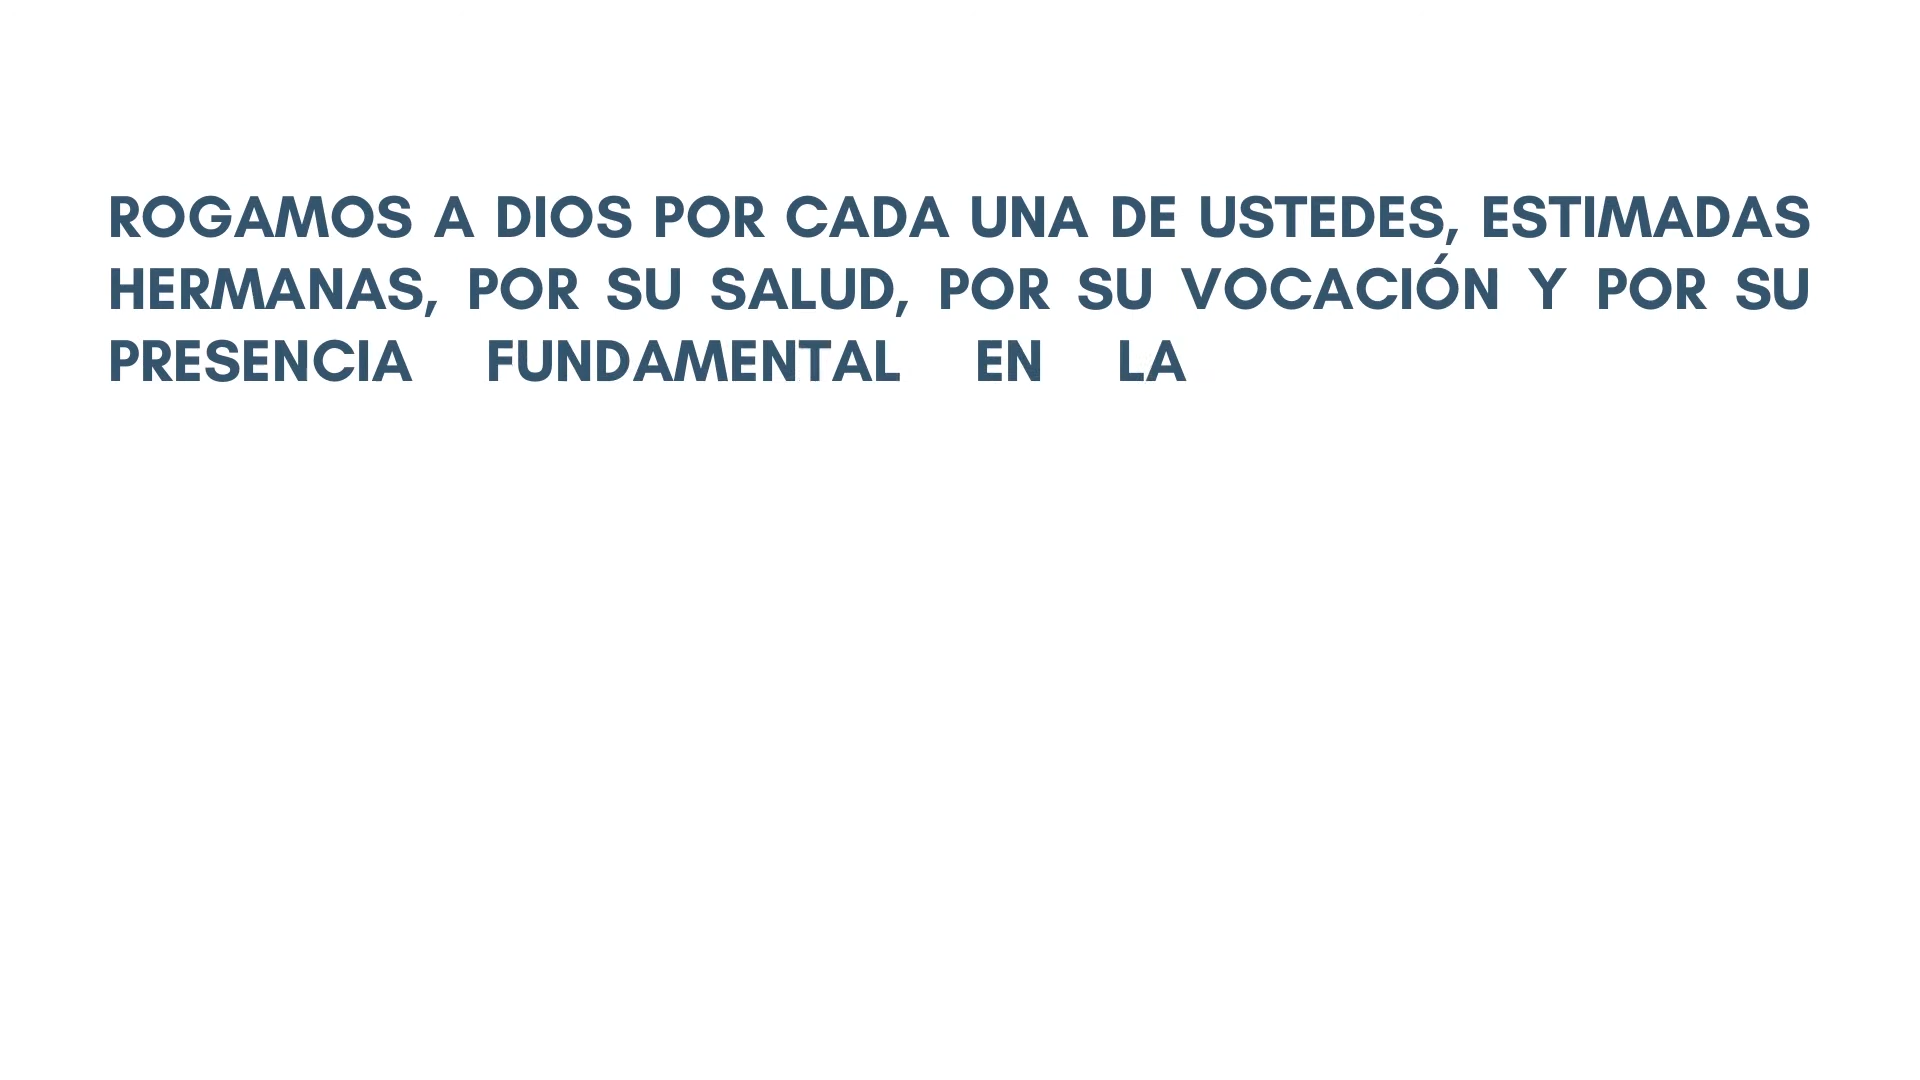 ROGAMOS A DIOS POR CADA UNA DE USTEDES, ESTIMADAS
HERMANAS, POR SU SALUD, POR SU VOCACIÓN Y POR SU
PRESENCIA FUNDAMENTAL EN LA